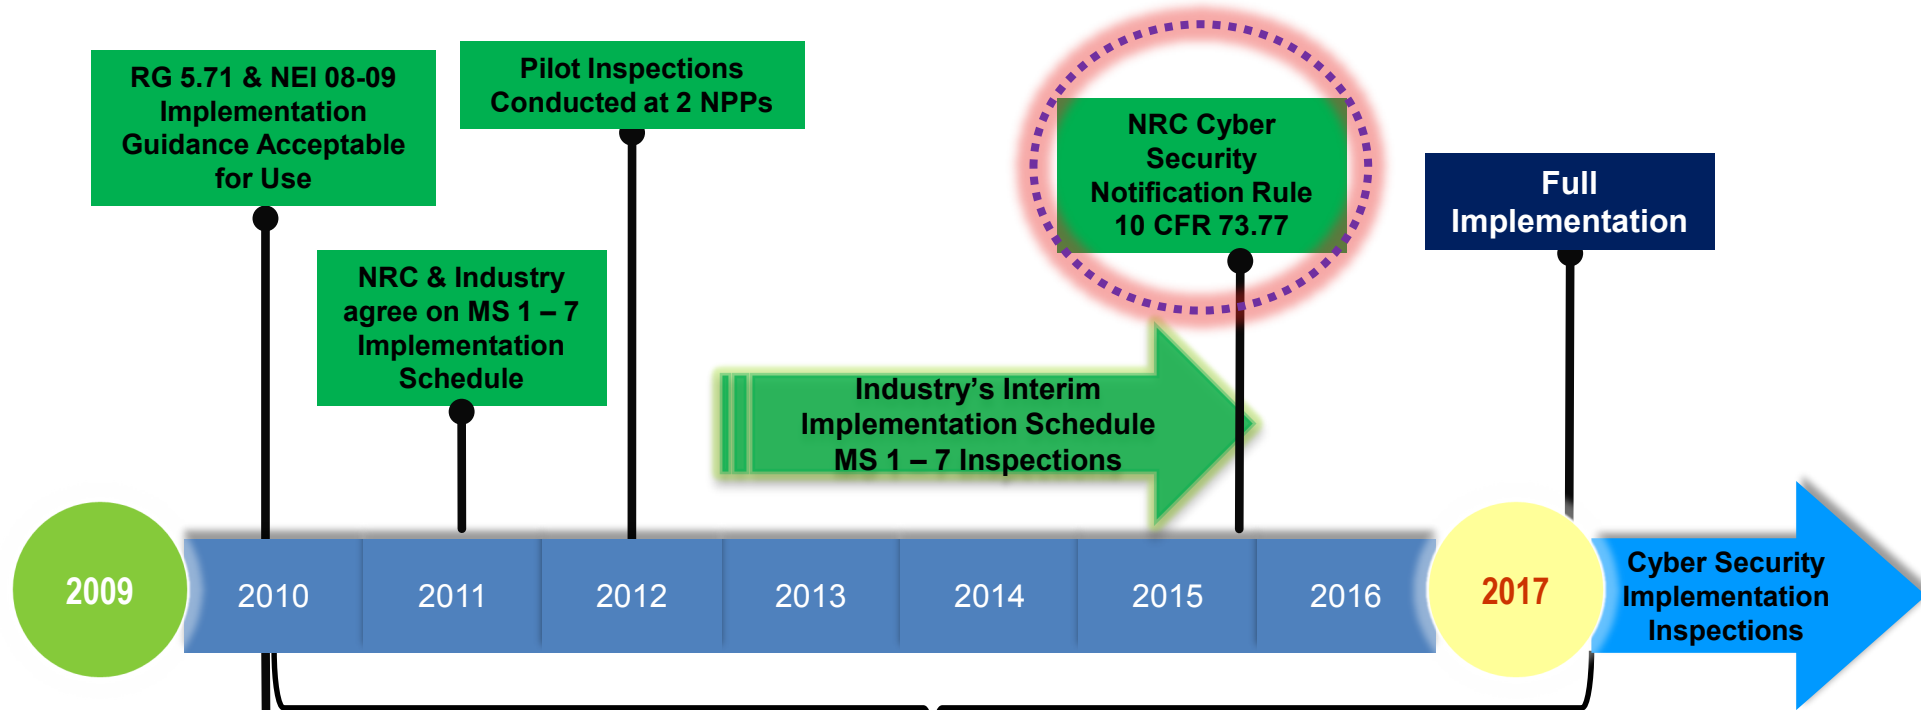 RG 5.71 & NEI 08-09
Implementation
Guidance Acceptable
for Use
Pilot Inspections
Conducted at 2 NPPs
NRC Cyber
Security
Notification Rule
10 CFR 73.77
Full
Implementation
NRC & Industry
agree on MS 1 – 7
Implementation
Schedule
Industry’s Interim
Implementation Schedule
MS 1 – 7 Inspections
2009
2010
2011
2012
2013
2014
2015
2016
2017
Cyber Security
Implementation
Inspections